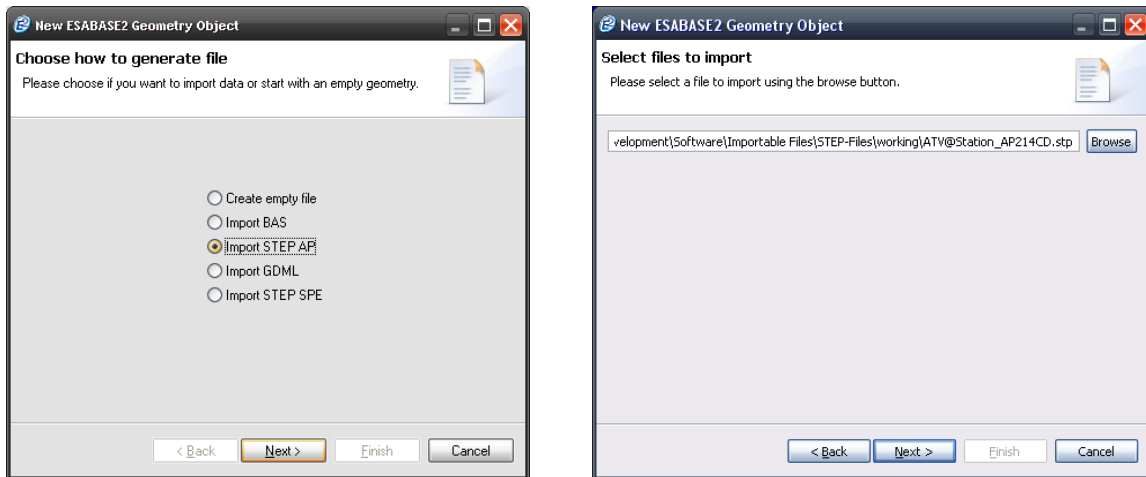 New ESABASE2 Geometry Object
Choose how to generate file
Please choose if you want to import data or start with an empty geometry.
Create empty file
Import BAS
Import STEP AP
Import GDML
Import STEP SPE
< Back
Next >
Finish
Cancel
New ESABASE2 Geometry Object
Select files to import
Please select a file to import using the browse button.
velopment\Software\Importable Files\STEP-Files\working\ATV@Station_AP214CD.stp
Browse
< Back
Next >
Finish
Cancel